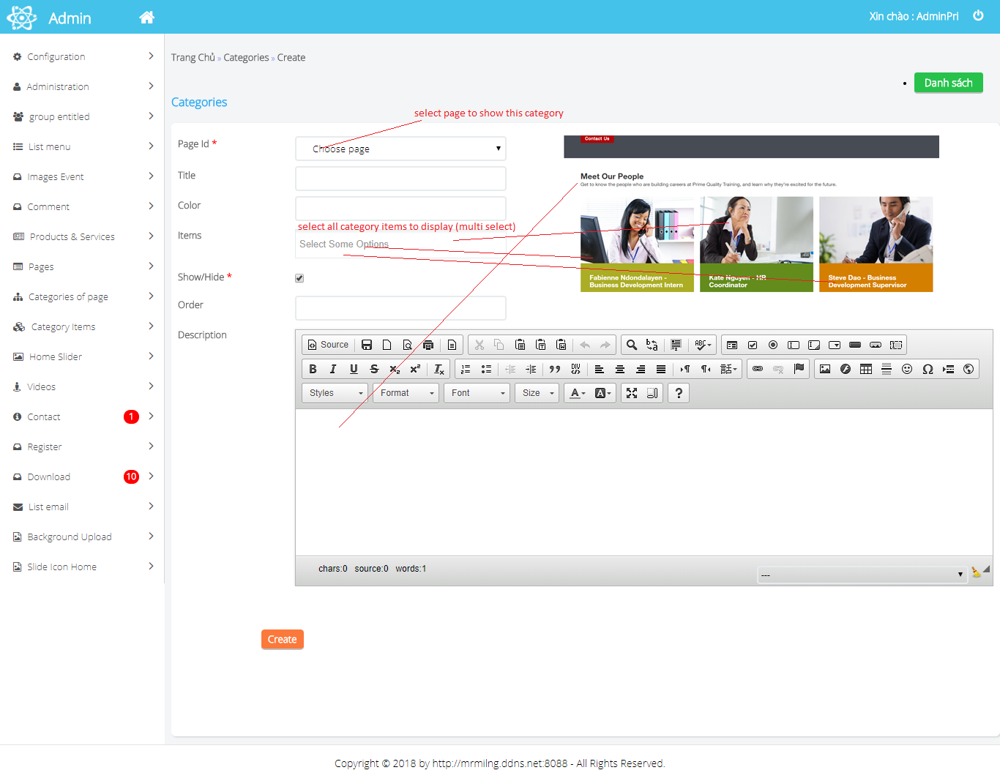 Admin
Xin chào : AdminPri
Configuration
Administration
group entitled
List menu
Images Event
Comment
Products & Services
Pages
Categories of page
Category Items
Home Slider
Videos
Contact 1
Register
Download 10
List email
Background Upload
Slide Icon Home
Trang Chủ » Categories » Create
Danh sách
Categories
select page to show this category
Page Id *
Choose page
Title
Color
select all category items to display (multi select)
Items
Select Some Options
Show/Hide *
Order
Description
Contact Us
Meet Our People
Get to know the people who are building careers at Prime Quality Training, and learn why they're excited for the future.
Fabienne Ndondalayen -
Business Development Intern
Kate Nguyen - HR
Coordinator
Steve Dao - Business
Development Supervisor
Source
Styles Format Font Size
chars:0 source:0 words:1
---
Create
Copyright © 2018 by http://mrmilng.ddns.net:8088 - All Rights Reserved.